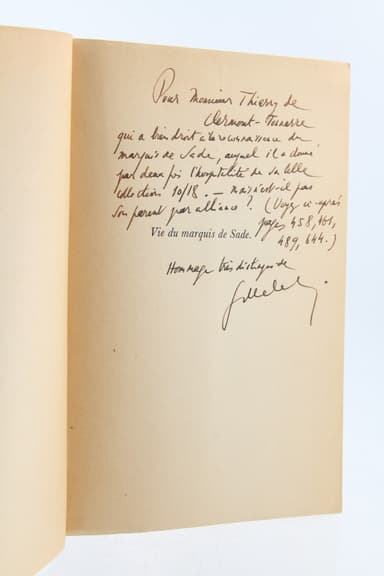 Pour Monsieur Thierry de
Clermont-Tonnerre
qui a bien droit à la reconnaissance du
marquis de Sade, auquel il a donné
par deux fois l'hospitalité de sa belle
collection 10/18. — mais n'est-il pas
son parent par alliance ? (Voyez ci-après
pages 458, 461,
489, 644.)
Vie du marquis de Sade.
Hommage très distingué de